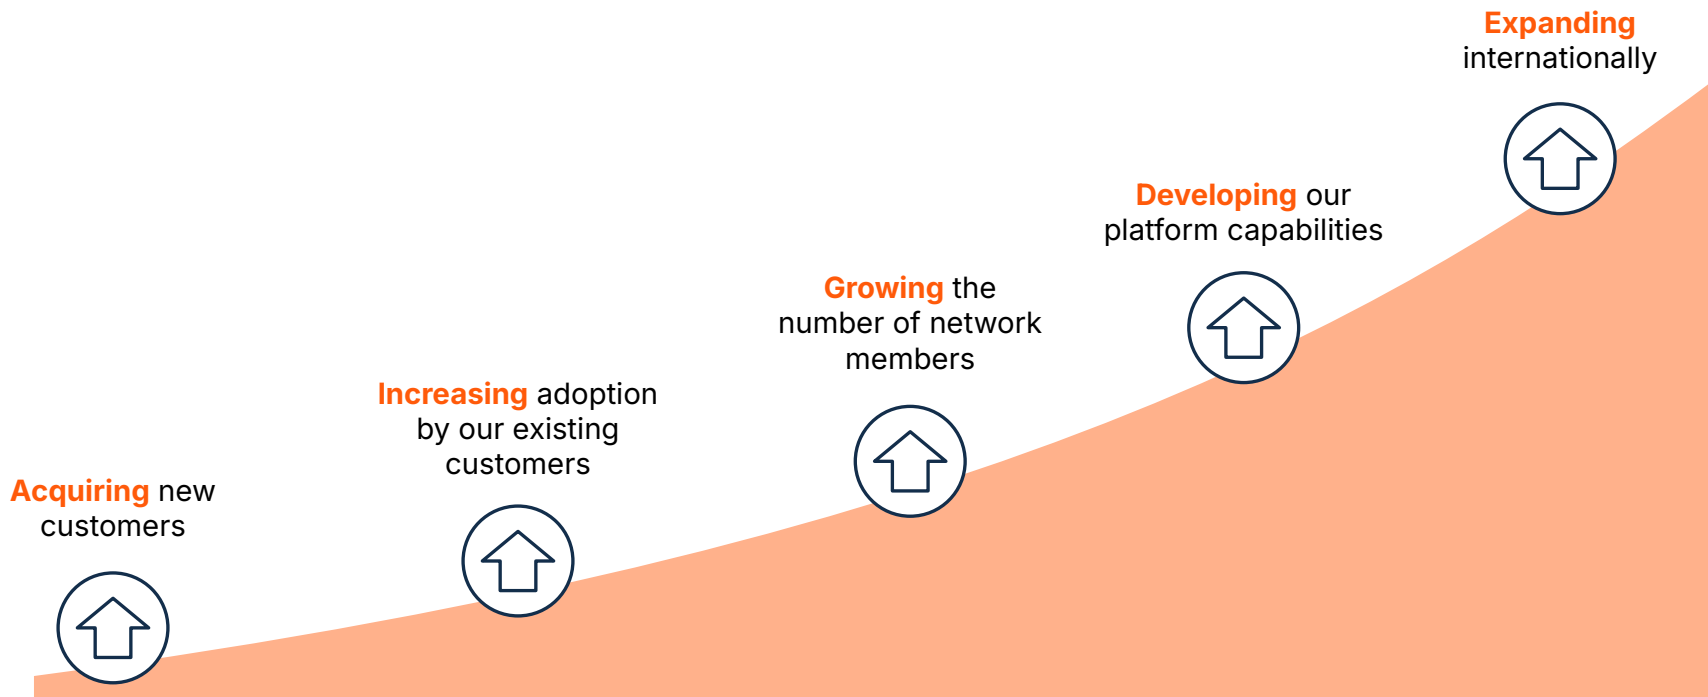 Acquiring new
customers
Increasing adoption
by our existing
customers
Growing the
number of network
members
Developing our
platform capabilities
Expanding
internationally